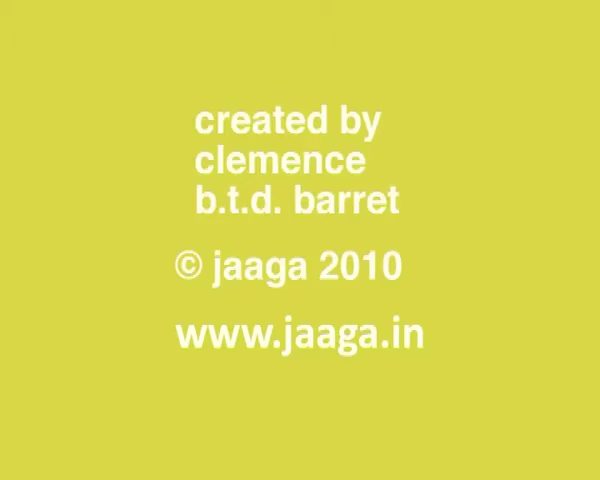 created by
clemence
b.t.d. barret
© jaaga 2010
www.jaaga.in